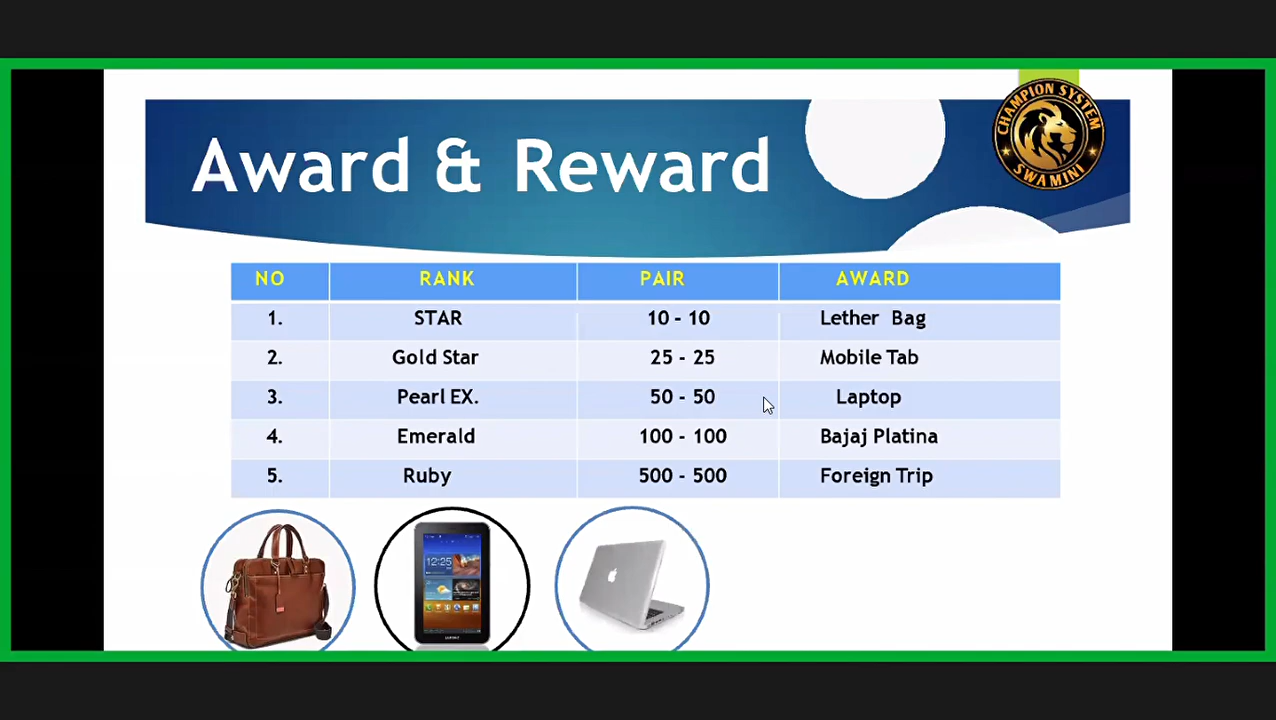 CHAMPION SYSTEM
SWAMINI
Award & Reward
NO RANK PAIR AWARD
1. STAR 10 - 10 Lether Bag
2. Gold Star 25 - 25 Mobile Tab
3. Pearl EX. 50 - 50 Laptop
4. Emerald 100 - 100 Bajaj Platina
5. Ruby 500 - 500 Foreign Trip
12:25